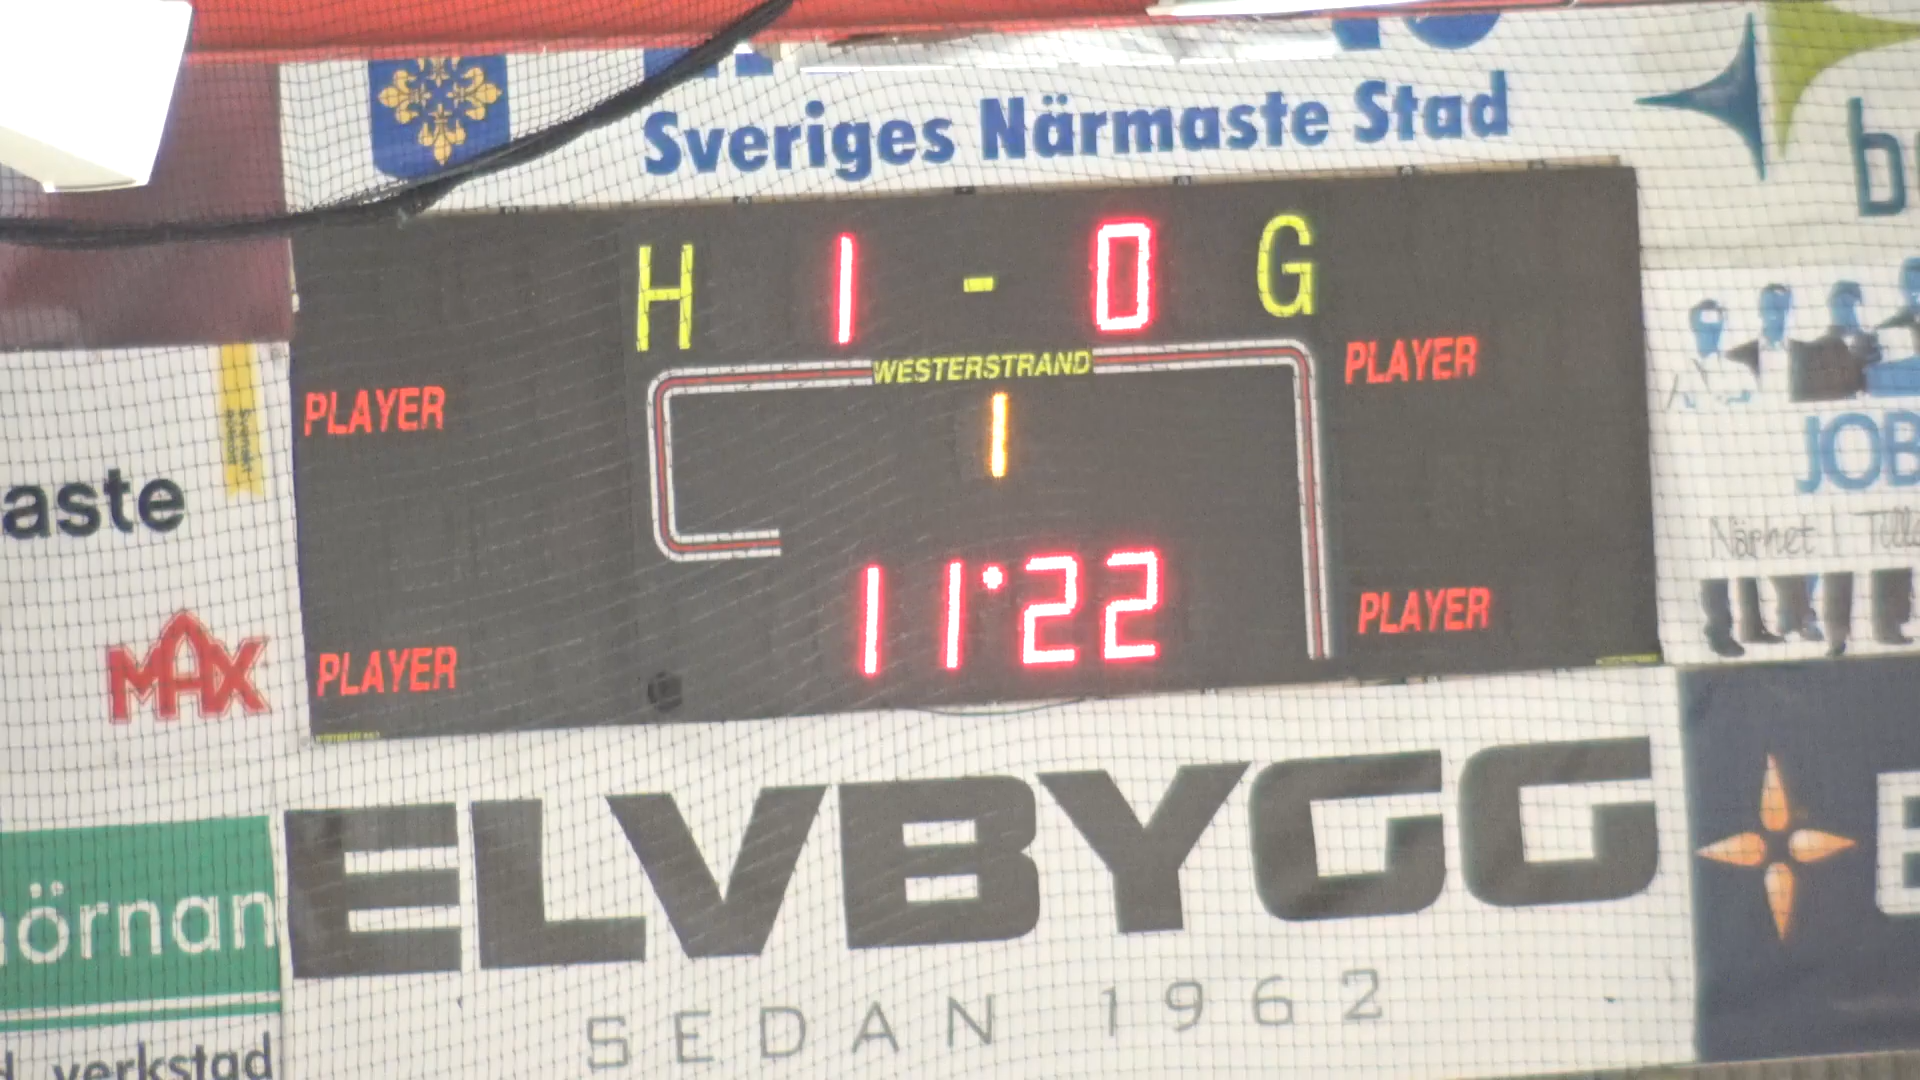 Sveriges Närmaste Stad
H 1 - 0 G
WESTERSTRAND
PLAYER
PLAYER
1
11:22
PLAYER
PLAYER
aste
MAX
örnan
verkstad
JOB
Närhet
ELVBYGG
SEDAN 1962